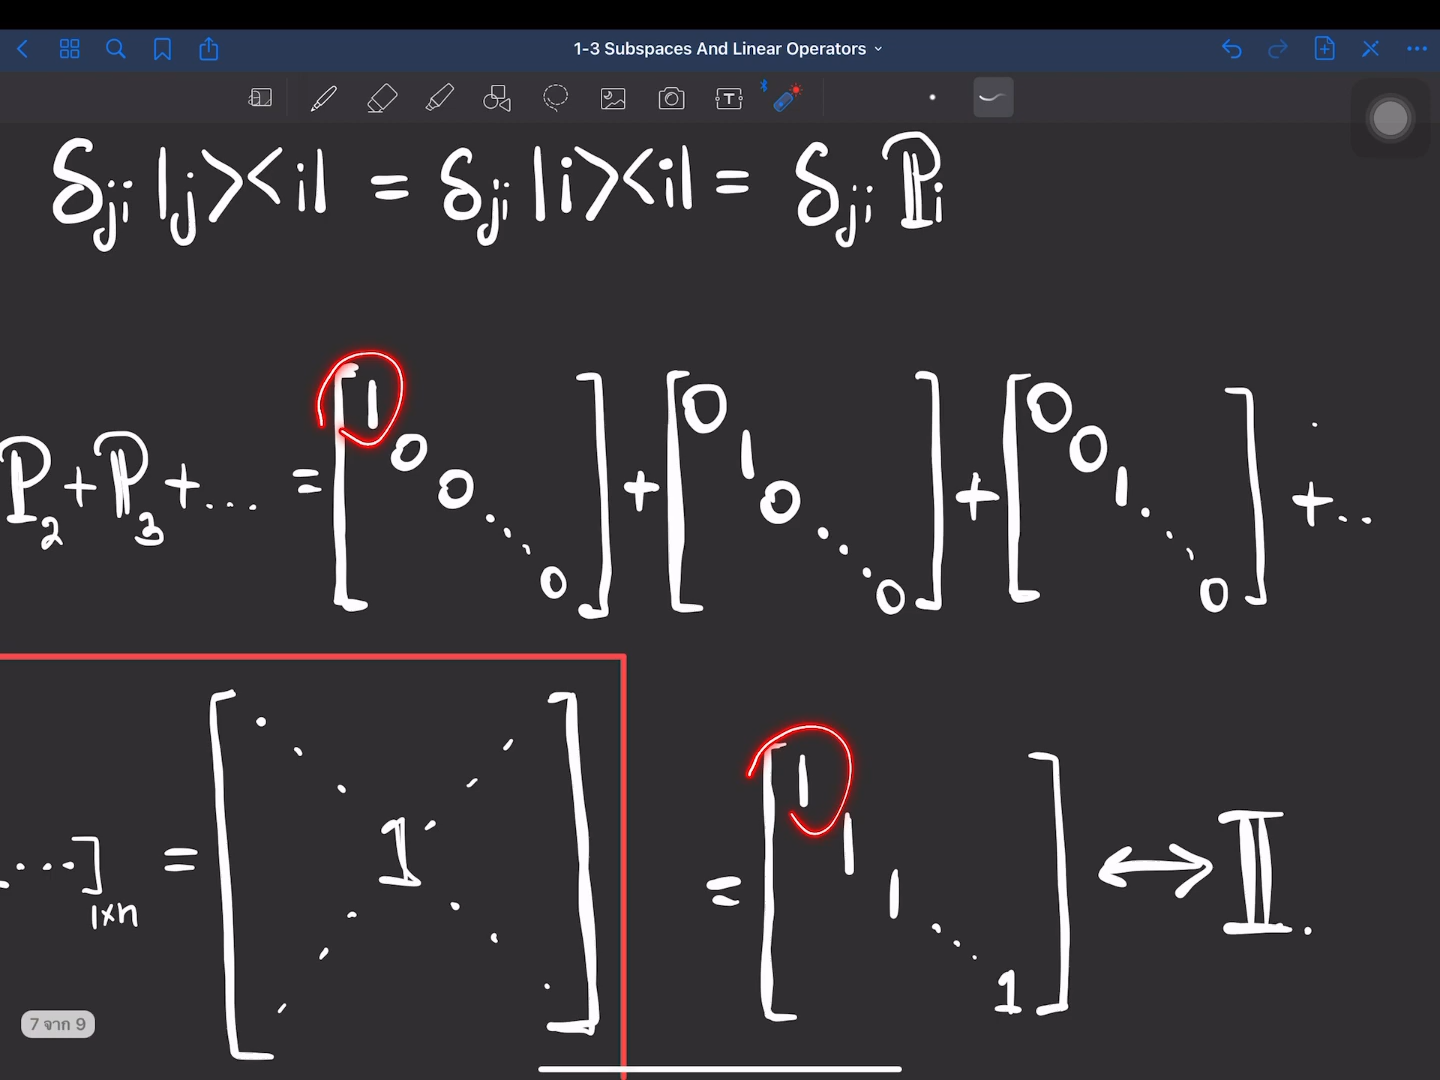 1-3 Subspaces And Linear Operators
T
δji |j><i| = δji |i><i| = δji ℙi
ℙ2 + ℙ3 + ... = [1 0 0 ⋱ 0] + [0 1 0 ⋱ 0] + [0 0 1 ⋱ 0] + ...
...]1xn = [⋱ 1 ⋱]
= [1 1 1 ⋱ 1] ↔ 𝕀.
7 จาก 9